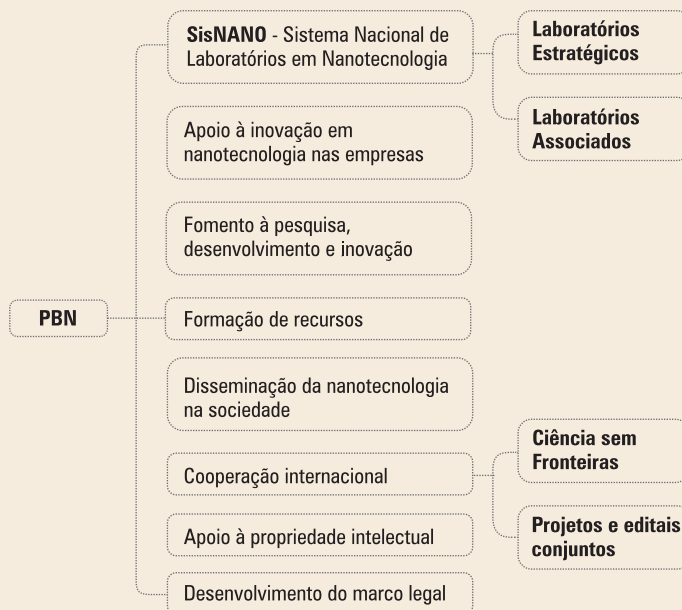 SisNANO - Sistema Nacional de
Laboratórios em Nanotecnologia
Laboratórios
Estratégicos
Laboratórios
Associados
Apoio à inovação em
nanotecnologia nas empresas
Fomento à pesquisa,
desenvolvimento e inovação
PBN
Formação de recursos
Disseminação da nanotecnologia
na sociedade
Cooperação internacional
Ciência sem
Fronteiras
Projetos e editais
conjuntos
Apoio à propriedade intelectual
Desenvolvimento do marco legal